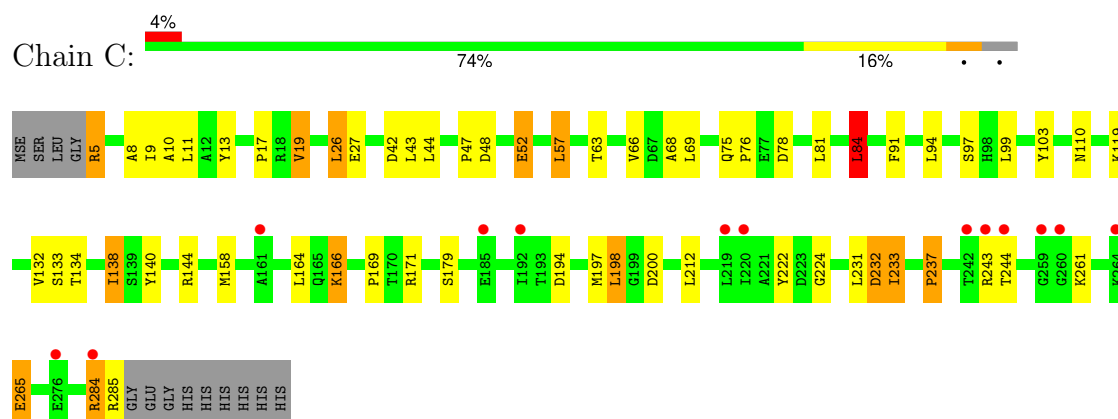 4%
Chain C:
74% 16% • •
MSE SER LEU GLY R5 A8 I9 A10 L11 A12 Y13 P17 R18 V19 L26 E27 D42 L43 L44 P47 D48 E52 L57 T63 V66 D67 A68 L69 Q75 P76 E77 D78 L81 L84 F91 L94 S97 H98 L99 Y103 N110
V132 S133 T134 I138 S139 Y140 R144 M158 A161 L164 Q165 K166 P169 T170 R171 S179 E185 I192 T193 D194 M197 L198 G199 D200 L212 L219 I220 A221 Y222 D223 G224 L231 D232 I233 P237 T242 R243 T244 G259 G260 K261
E265 E276 R284 R285 GLY GLU GLY HIS HIS HIS HIS HIS HIS